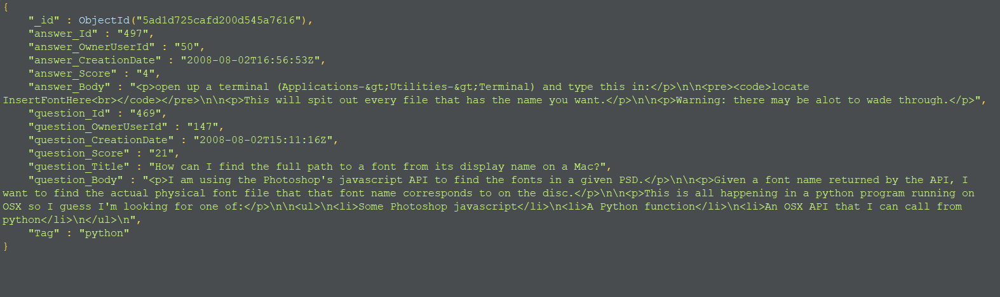 {
    "_id" : ObjectId("5ad1d725cafd200d545a7616"),
    "answer_Id" : "497",
    "answer_OwnerUserId" : "50",
    "answer_CreationDate" : "2008-08-02T16:56:53Z",
    "answer_Score" : "4",
    "answer_Body" : "<p>open up a terminal (Applications-&gt;Utilities-&gt;Terminal) and type this in:</p>\n\n<pre><code>locate
InsertFontHere<br></code></pre>\n\n<p>This will spit out every file that has the name you want.</p>\n\n<p>Warning: there may be alot to wade through.</p>",
    "question_Id" : "469",
    "question_OwnerUserId" : "147",
    "question_CreationDate" : "2008-08-02T15:11:16Z",
    "question_Score" : "21",
    "question_Title" : "How can I find the full path to a font from its display name on a Mac?",
    "question_Body" : "<p>I am using the Photoshop's javascript API to find the fonts in a given PSD.</p>\n\n<p>Given a font name returned by the API, I
want to find the actual physical font file that that font name corresponds to on the disc.</p>\n\n<p>This is all happening in a python program running on
OSX so I guess I'm looking for one of:</p>\n\n<ul>\n<li>Some Photoshop javascript</li>\n<li>A Python function</li>\n<li>An OSX API that I can call from
python</li>\n</ul>\n",
    "Tag" : "python"
}